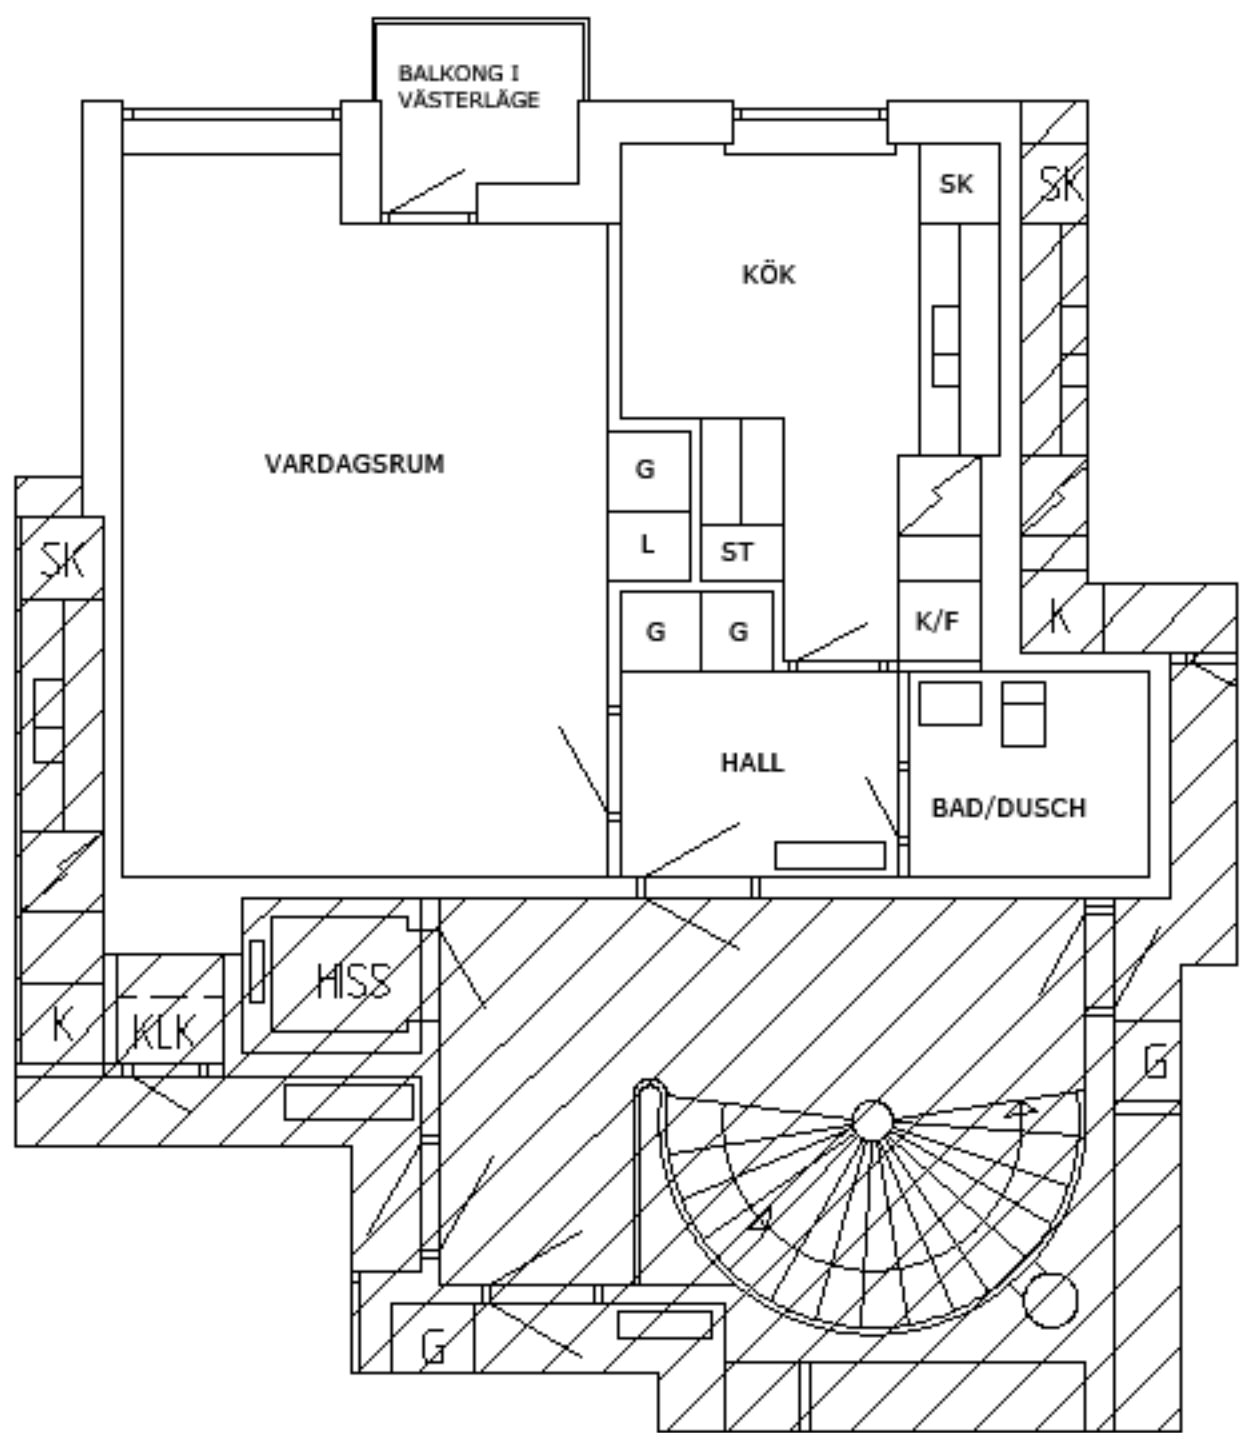 BALKONG I
VÄSTERLÄGE
SK
SK
KÖK
VARDAGSRUM
G
L
ST
SK
G
G
K/F
K
HALL
BAD/DUSCH
HISS
K
KLK
G
G